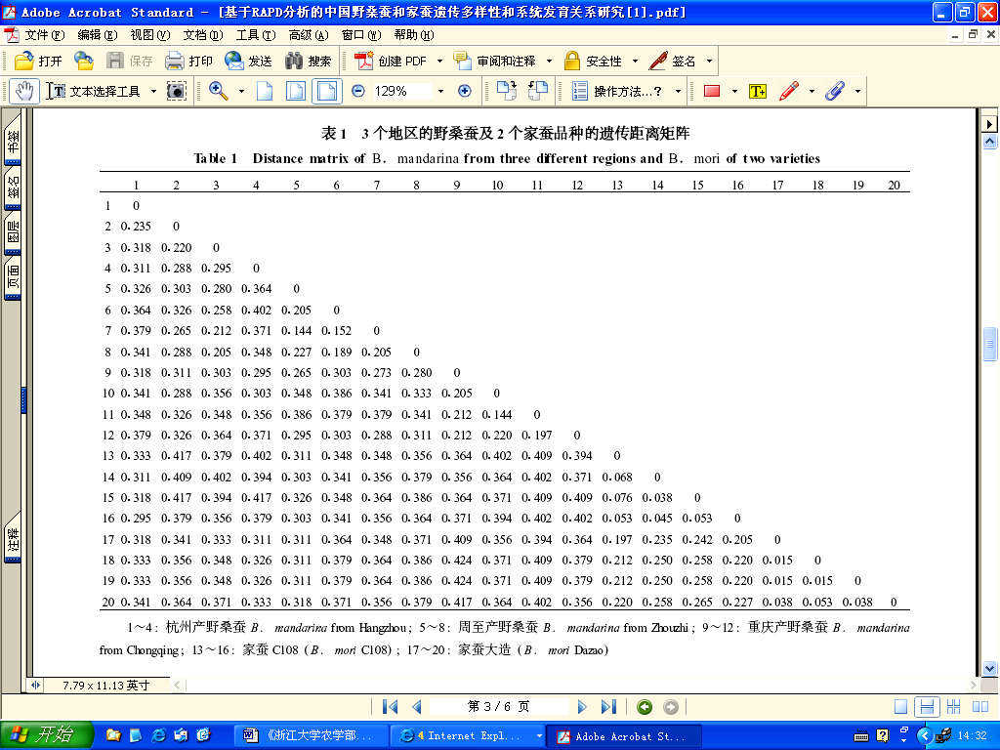 Adobe Acrobat Standard - [基于RAPD分析的中国野桑蚕和家蚕遗传多样性和系统发育关系研究[1].pdf]
文件(F) 编辑(E) 视图(V) 文档(D) 工具(T) 高级(A) 窗口(W) 帮助(H)
打开 保存 打印 发送 搜索 创建 PDF 审阅和注释 安全性 签名
文本选择工具 129% 操作方法...?
书签
签名
图层
页面
注释
表 1 3 个地区的野桑蚕及 2 个家蚕品种的遗传距离矩阵
Table 1 Distance matrix of B. mandarina from three different regions and B. mori of two varieties
1 2 3 4 5 6 7 8 9 10 11 12 13 14 15 16 17 18 19 20
1 0
2 0.235 0
3 0.318 0.220 0
4 0.311 0.288 0.295 0
5 0.326 0.303 0.280 0.364 0
6 0.364 0.326 0.258 0.402 0.205 0
7 0.379 0.265 0.212 0.371 0.144 0.152 0
8 0.341 0.288 0.205 0.348 0.227 0.189 0.205 0
9 0.318 0.311 0.303 0.295 0.265 0.303 0.273 0.280 0
10 0.341 0.288 0.356 0.303 0.348 0.386 0.341 0.333 0.205 0
11 0.348 0.326 0.348 0.356 0.386 0.379 0.379 0.341 0.212 0.144 0
12 0.379 0.326 0.364 0.371 0.295 0.303 0.288 0.311 0.212 0.220 0.197 0
13 0.333 0.417 0.379 0.402 0.311 0.348 0.348 0.356 0.364 0.402 0.409 0.394 0
14 0.311 0.409 0.402 0.394 0.303 0.341 0.356 0.379 0.356 0.364 0.402 0.371 0.068 0
15 0.318 0.417 0.394 0.417 0.326 0.348 0.364 0.386 0.364 0.371 0.409 0.409 0.076 0.038 0
16 0.295 0.379 0.356 0.379 0.303 0.341 0.356 0.364 0.371 0.394 0.402 0.402 0.053 0.045 0.053 0
17 0.318 0.341 0.333 0.311 0.311 0.364 0.348 0.371 0.409 0.356 0.394 0.364 0.197 0.235 0.242 0.205 0
18 0.333 0.356 0.348 0.326 0.311 0.379 0.364 0.386 0.424 0.371 0.409 0.379 0.212 0.250 0.258 0.220 0.015 0
19 0.333 0.356 0.348 0.326 0.311 0.379 0.364 0.386 0.424 0.371 0.409 0.379 0.212 0.250 0.258 0.220 0.015 0.015 0
20 0.341 0.364 0.371 0.333 0.318 0.371 0.356 0.379 0.417 0.364 0.402 0.356 0.220 0.258 0.265 0.227 0.038 0.053 0.038 0
1～4: 杭州产野桑蚕 B. mandarina from Hangzhou; 5～8: 周至产野桑蚕 B. mandarina from Zhouzhi; 9～12: 重庆产野桑蚕 B. mandarina
from Chongqing; 13～16: 家蚕 C108 (B. mori C108); 17～20: 家蚕大造 (B. mori Dazao)
7.79 x 11.13 英寸
第 3 / 6 页
开始 《浙江大学农学部... 4 Internet Expl... Adobe Acrobat St... 14:32